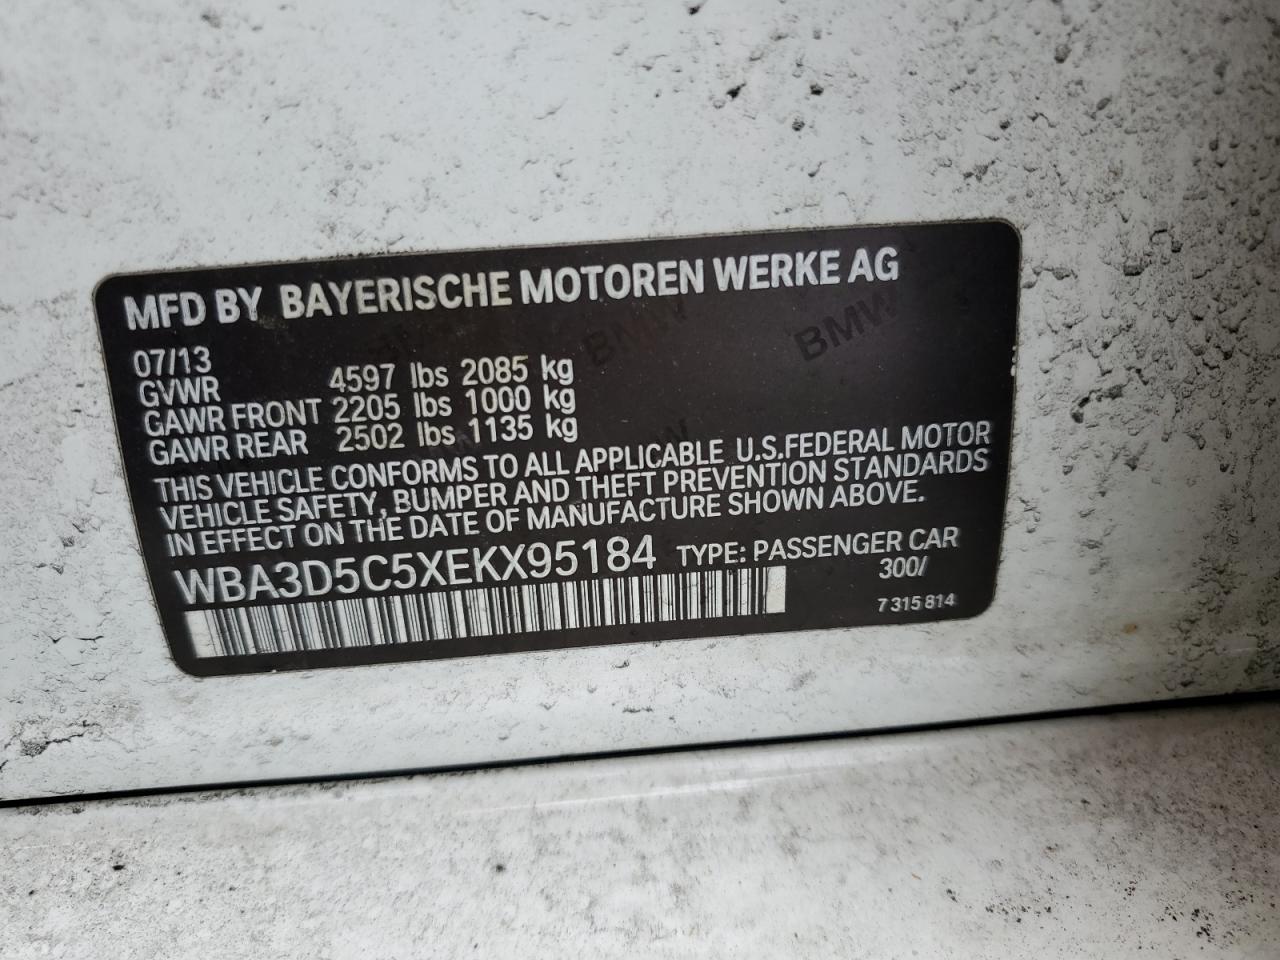 MFD BY BAYERISCHE MOTOREN WERKE AG
07/13
GVWR 4597 lbs 2085 kg
GAWR FRONT 2205 lbs 1000 kg
GAWR REAR 2502 lbs 1135 kg
THIS VEHICLE CONFORMS TO ALL APPLICABLE U.S.FEDERAL MOTOR
VEHICLE SAFETY, BUMPER AND THEFT PREVENTION STANDARDS
IN EFFECT ON THE DATE OF MANUFACTURE SHOWN ABOVE.
WBA3D5C5XEKX95184 TYPE: PASSENGER CAR
300/
7 315 814
BMW
BMW